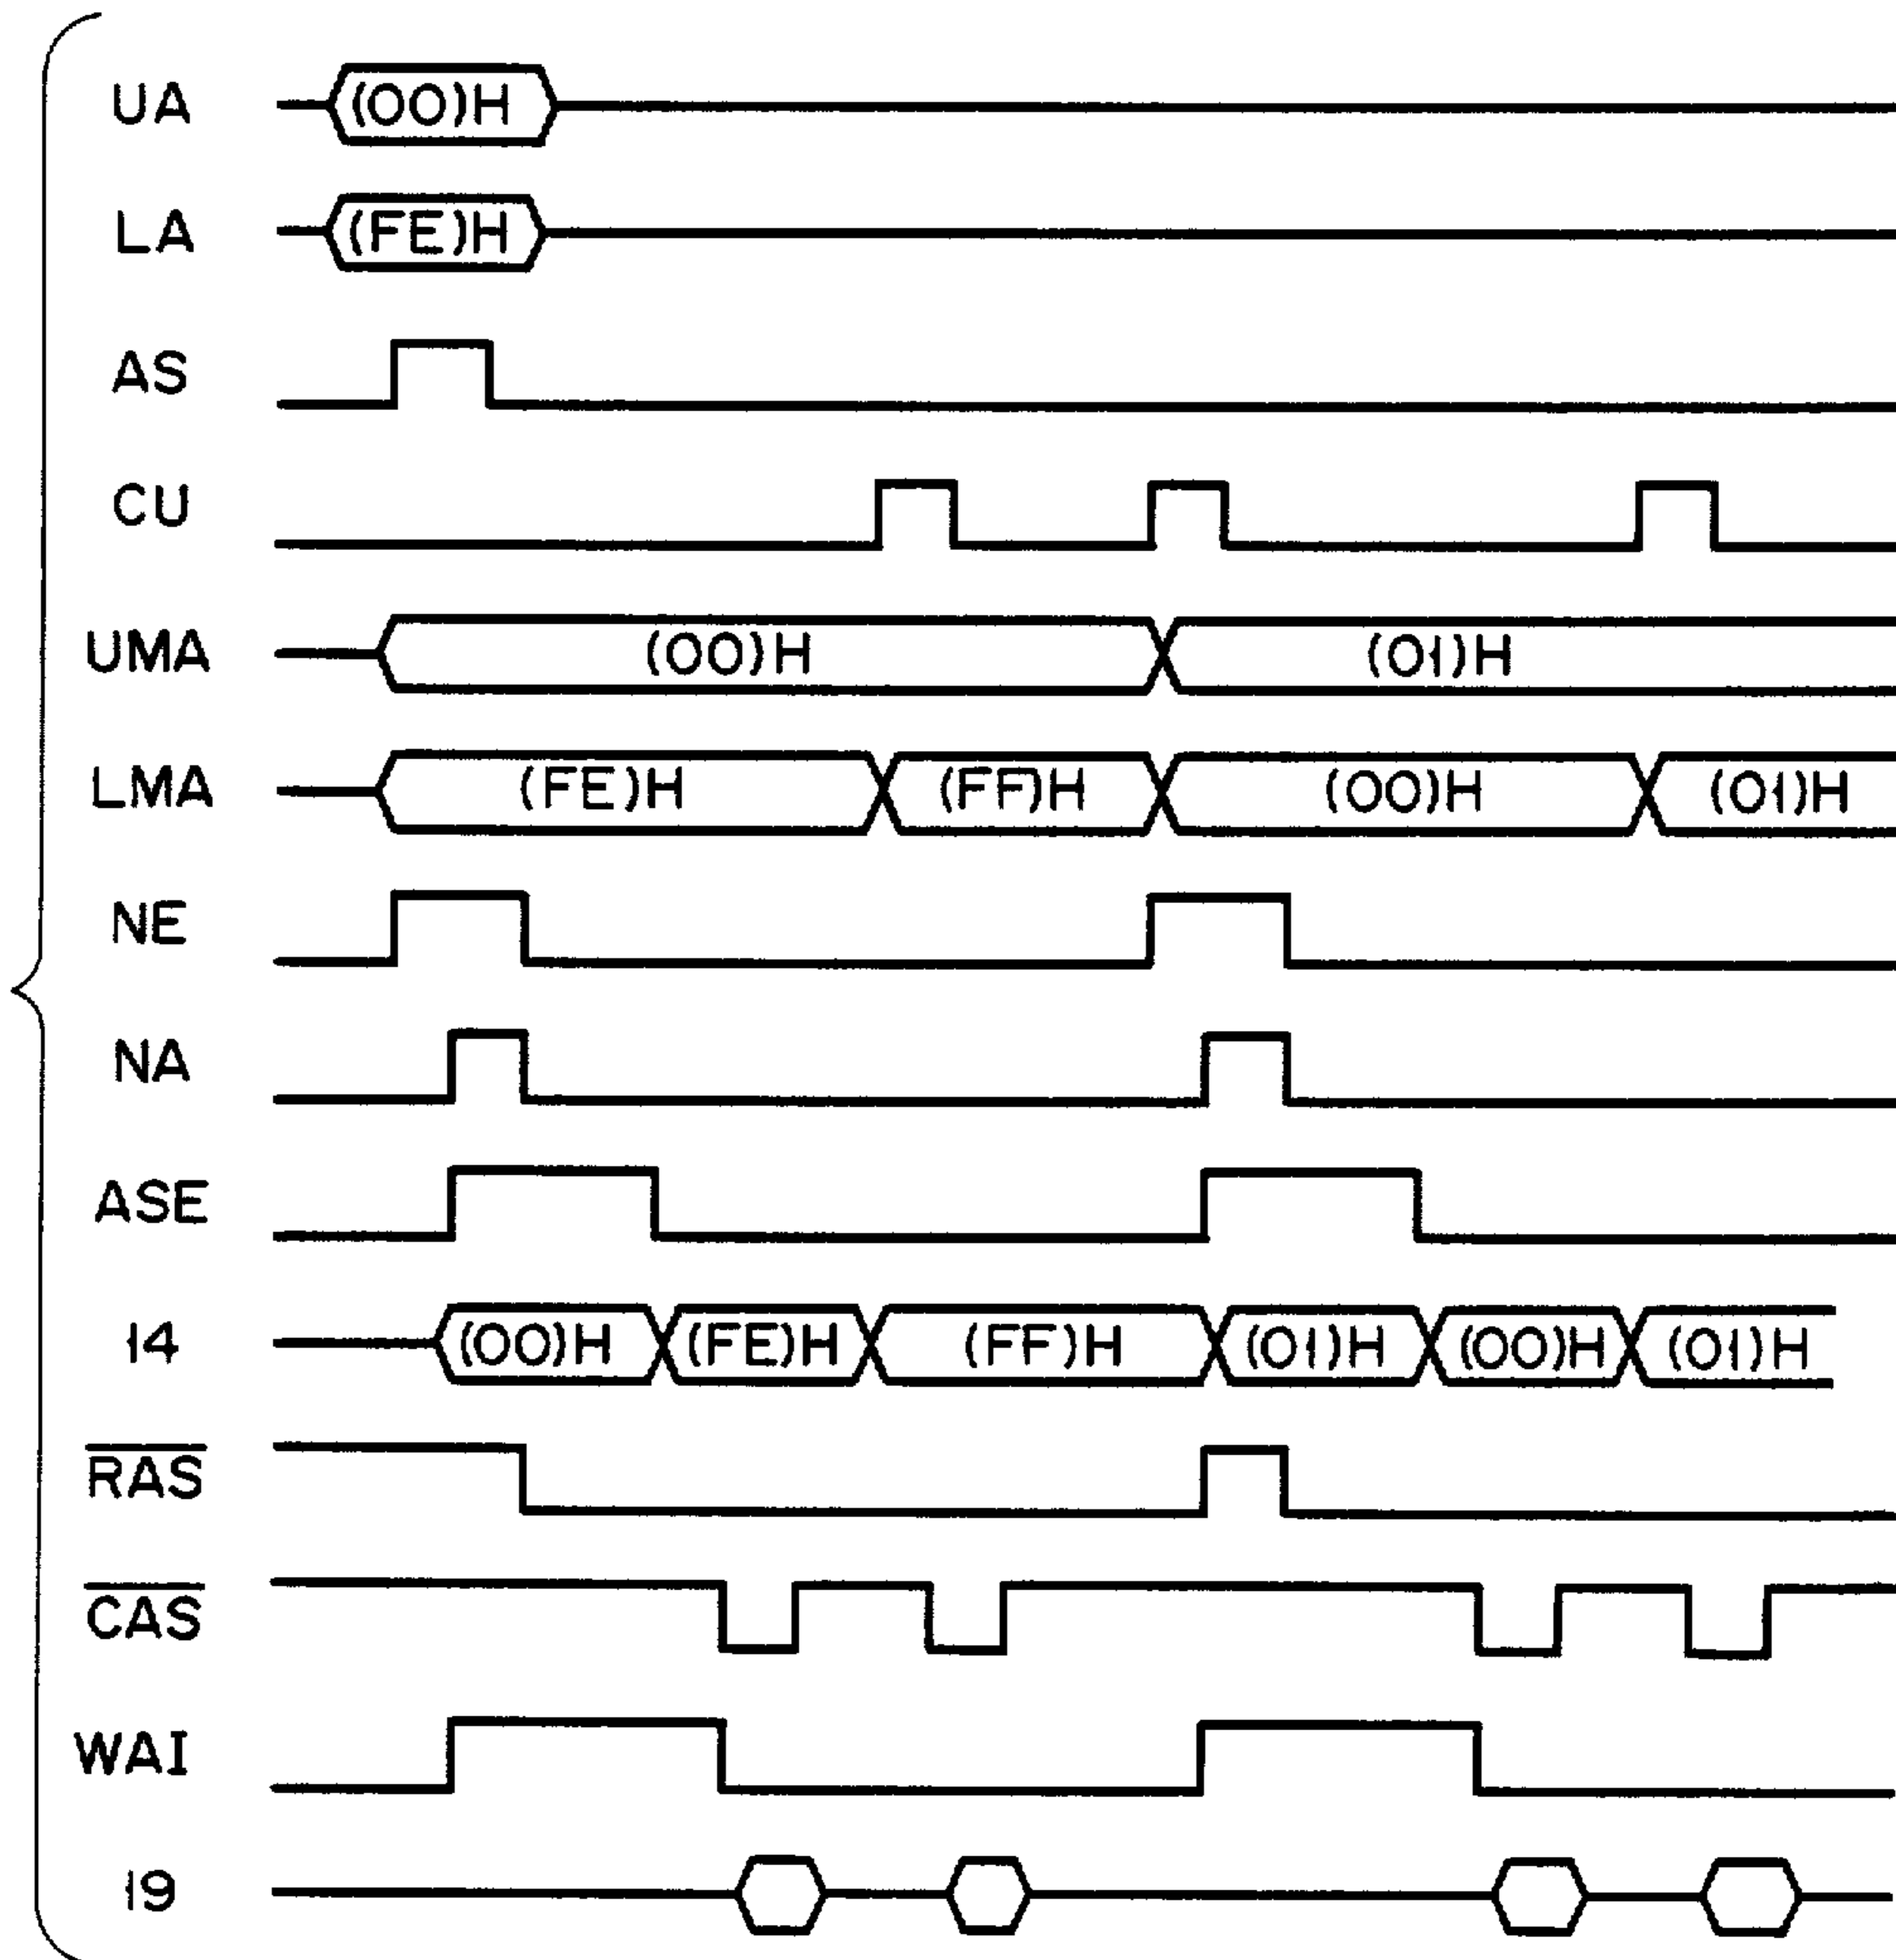 UA (00)H
LA (FE)H
AS
CU
UMA (00)H (01)H
LMA (FE)H (FF)H (00)H (01)H
NE
NA
ASE
14 (00)H (FE)H (FF)H (01)H (00)H (01)H
RAS
CAS
WAI
19